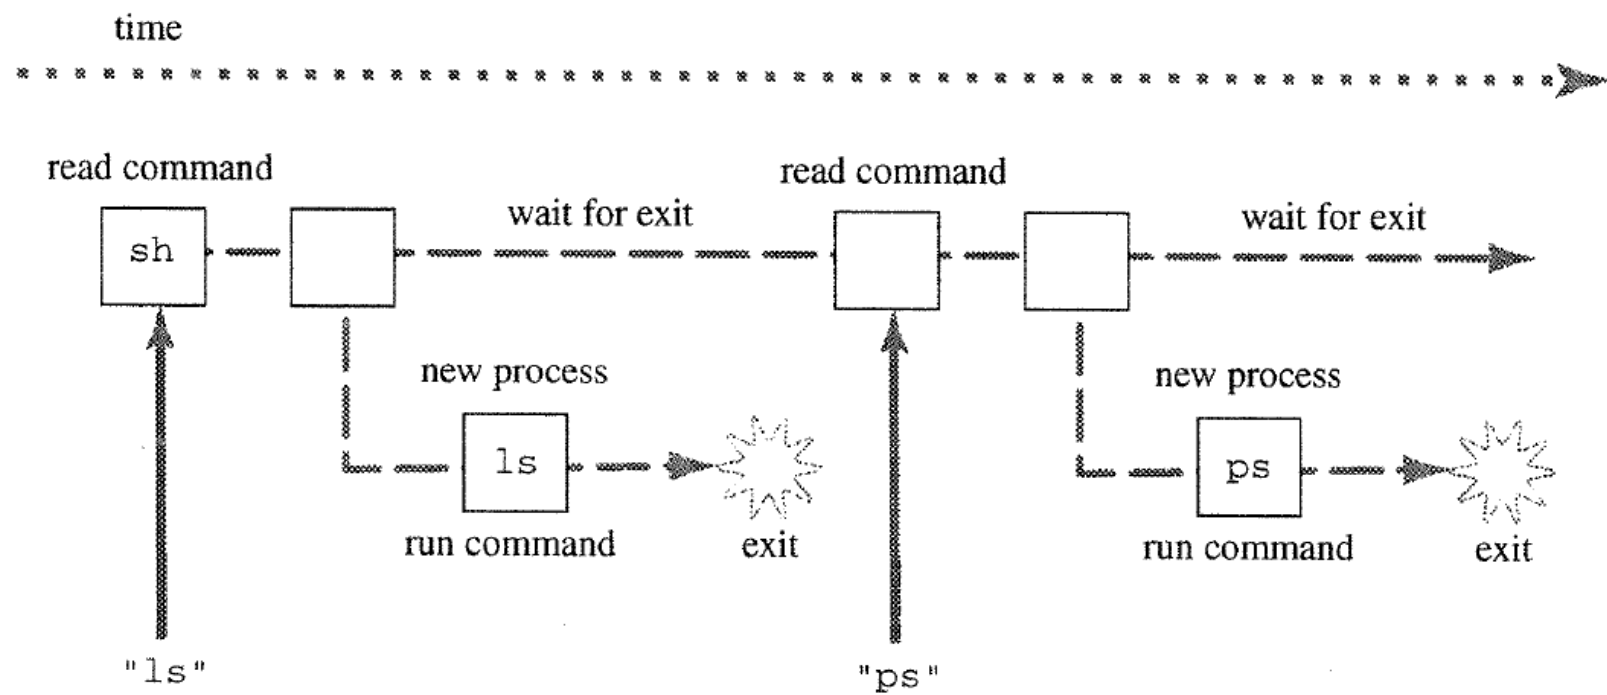 time
read command
read command
wait for exit
wait for exit
sh
new process
new process
ls
ps
run command
exit
run command
exit
"ls"
"ps"